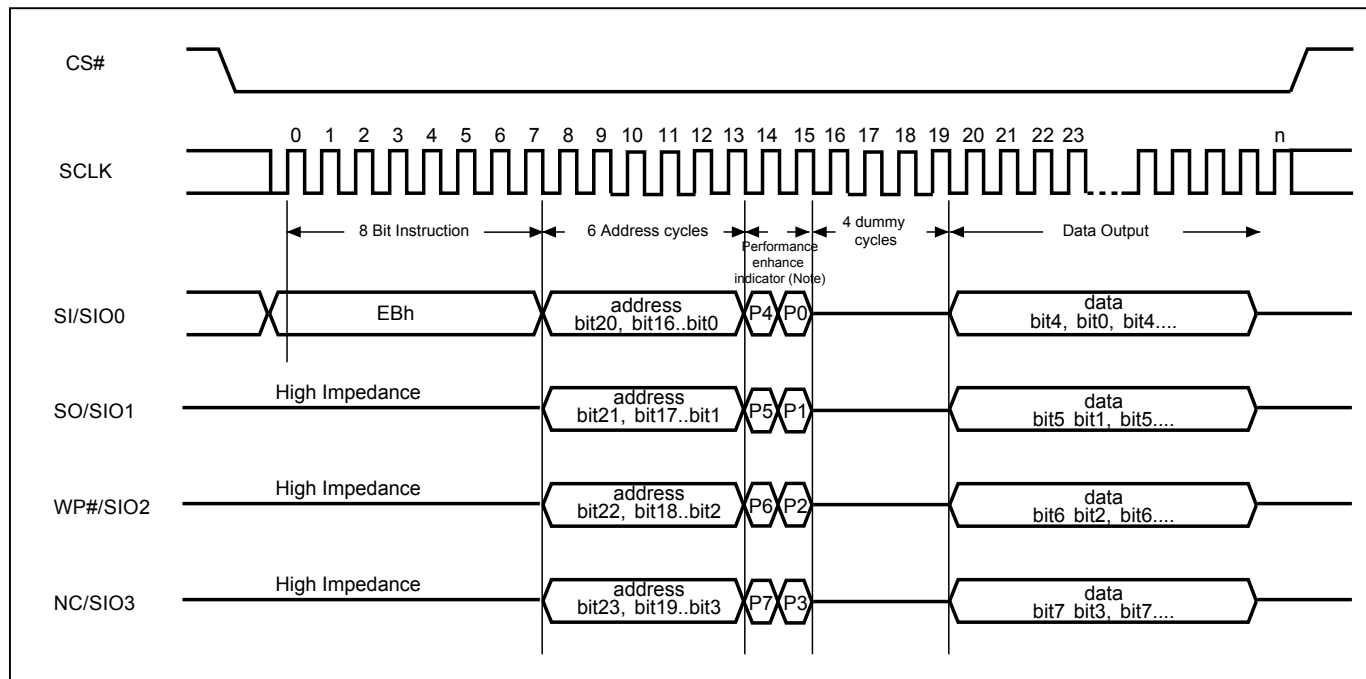 CS#
0 1 2 3 4 5 6 7 8 9 10 11 12 13 14 15 16 17 18 19 20 21 22 23 n
SCLK
8 Bit Instruction
6 Address cycles
Performance
enhance
indicator (Note)
4 dummy
cycles
Data Output
SI/SIO0
EBh
address
bit20, bit16..bit0
P4 P0
data
bit4, bit0, bit4....
SO/SIO1
High Impedance
address
bit21, bit17..bit1
P5 P1
data
bit5 bit1, bit5....
WP#/SIO2
High Impedance
address
bit22, bit18..bit2
P6 P2
data
bit6 bit2, bit6....
NC/SIO3
High Impedance
address
bit23, bit19..bit3
P7 P3
data
bit7 bit3, bit7....